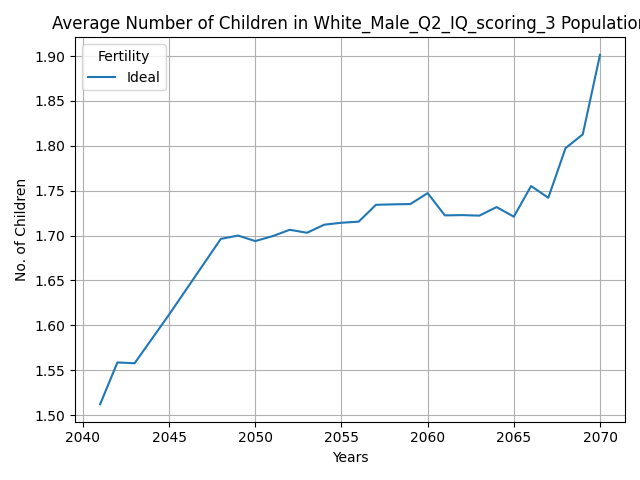 Average Number of Children in White_Male_Q2_IQ_scoring_3 Population
Fertility
Ideal
No. of Children
1.90
1.85
1.80
1.75
1.70
1.65
1.60
1.55
1.50
2040 2045 2050 2055 2060 2065 2070
Years